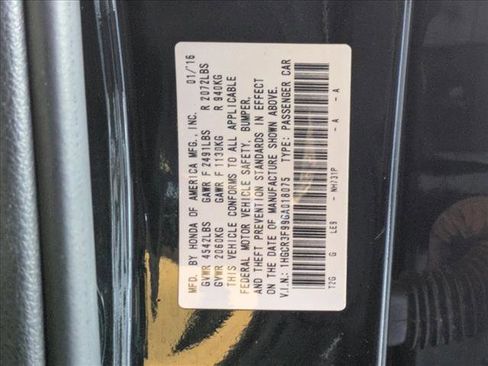 MFD. BY HONDA OF AMERICA MFG., INC. 01/'16
GVWR 4542LBS GAWR F 2491LBS R 2072LBS
GVWR 2060KG GAWR F 1130KG R 940KG
THIS VEHICLE CONFORMS TO ALL APPLICABLE
FEDERAL MOTOR VEHICLE SAFETY, BUMPER,
AND THEFT PREVENTION STANDARDS IN EFFECT
ON THE DATE OF MANUFACTURE SHOWN ABOVE.
V.I.N.: 1HGCR3F99GA018075 TYPE: PASSENGER CAR
T2G G LE9 - NH731P - A - A